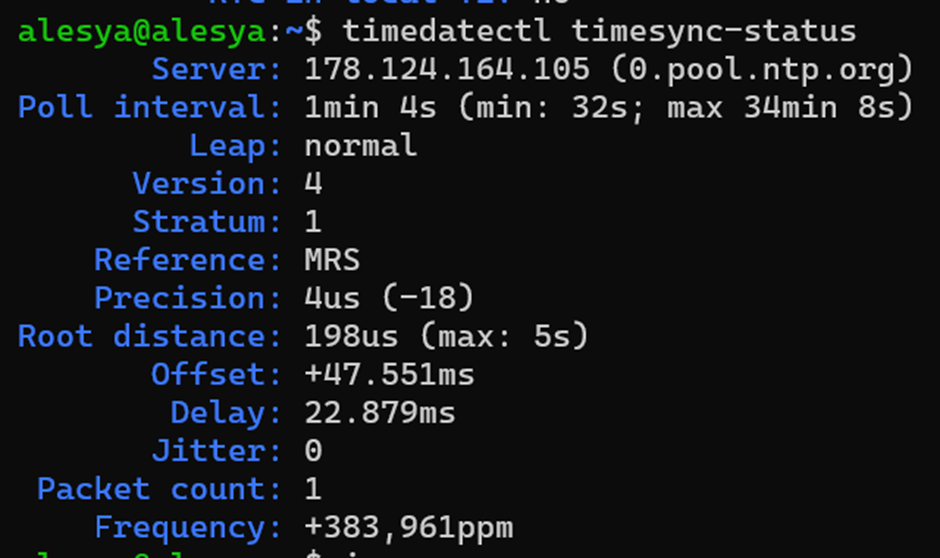 alesya@alesya:~$ timedatectl timesync-status
Server: 178.124.164.105 (0.pool.ntp.org)
Poll interval: 1min 4s (min: 32s; max 34min 8s)
Leap: normal
Version: 4
Stratum: 1
Reference: MRS
Precision: 4us (-18)
Root distance: 198us (max: 5s)
Offset: +47.551ms
Delay: 22.879ms
Jitter: 0
Packet count: 1
Frequency: +383,961ppm